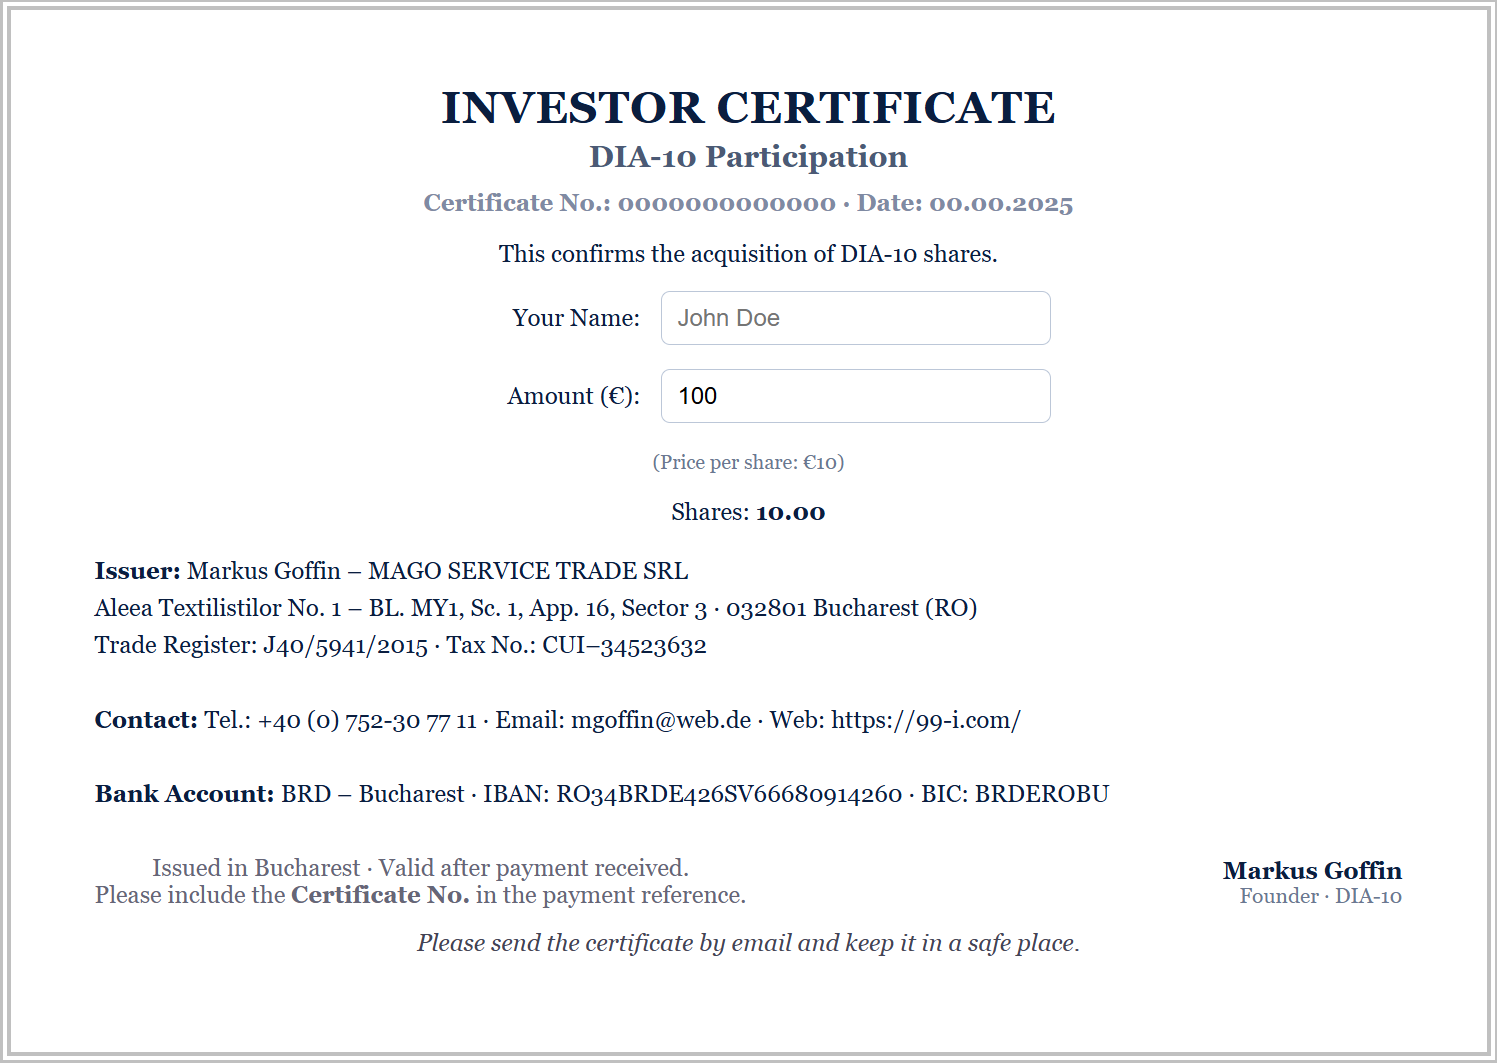 INVESTOR CERTIFICATE
DIA-10 Participation
Certificate No.: 0000000000000 · Date: 00.00.2025
This confirms the acquisition of DIA-10 shares.
Your Name: John Doe
Amount (€): 100
(Price per share: €10)
Shares: 10.00
Issuer: Markus Goffin – MAGO SERVICE TRADE SRL
Aleea Textilistilor No. 1 – BL. MY1, Sc. 1, App. 16, Sector 3 · 032801 Bucharest (RO)
Trade Register: J40/5941/2015 · Tax No.: CUI–34523632
Contact: Tel.: +40 (0) 752-30 77 11 · Email: mgoffin@web.de · Web: https://99-i.com/
Bank Account: BRD – Bucharest · IBAN: RO34BRDE426SV66680914260 · BIC: BRDEROBU
Issued in Bucharest · Valid after payment received.
Please include the Certificate No. in the payment reference.
Markus Goffin
Founder · DIA-10
Please send the certificate by email and keep it in a safe place.